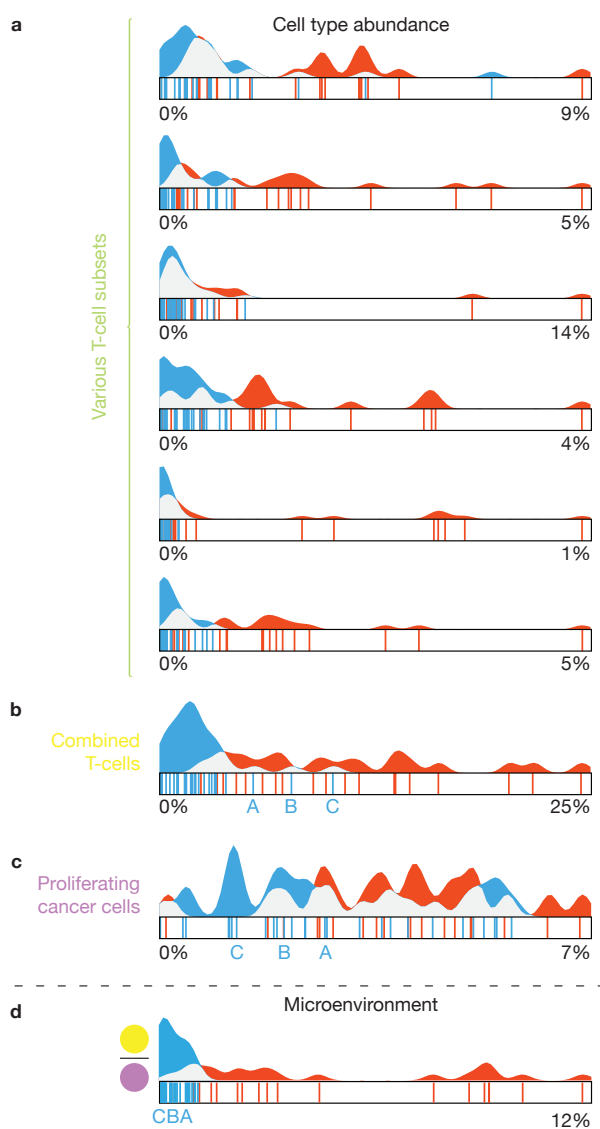 a
Cell type abundance
Various T-cell subsets
0% 9%
0% 5%
0% 14%
0% 4%
0% 1%
0% 5%
b
Combined
T-cells
0% A B C 25%
c
Proliferating
cancer cells
0% C B A 7%
Microenvironment
d
CBA 12%